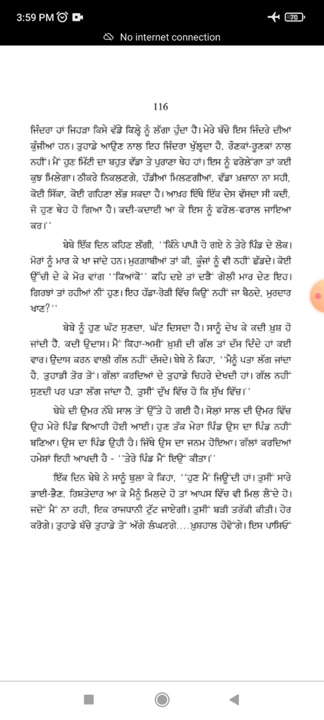 3:59 PM
70
No internet connection
116
ਜਿੰਦਰਾ ਹਾਂ ਜਿਹੜਾ ਕਿਸੇ ਵੱਡੇ ਕਿਲ੍ਹੇ ਨੂੰ ਲੱਗਾ ਹੁੰਦਾ ਹੈ। ਮੇਰੇ ਬੱਚੇ ਇਸ ਜਿੰਦਰੇ ਦੀਆਂ
ਕੁੰਜੀਆਂ ਹਨ। ਤੁਹਾਡੇ ਆਉਣ ਨਾਲ ਇਹ ਜਿੰਦਰਾ ਖੁੱਲ੍ਹਦਾ ਹੈ, ਰੌਣਕਾਂ-ਰੂਣਕਾਂ ਨਾਲ
ਨਹੀਂ। ਮੈਂ ਹੁਣ ਮਿੱਟੀ ਦਾ ਬਹੁਤ ਵੱਡਾ ਤੇ ਪੁਰਾਣਾ ਥੇਹ ਹਾਂ। ਇਸ ਨੂੰ ਫਰੋਲੋਗਾ ਤਾਂ ਕਈ
ਕੁਝ ਮਿਲੇਗਾ। ਠੀਕਰੇ ਨਿਕਲਣਗੇ, ਹੱਡੀਆਂ ਮਿਲਣਗੀਆਂ, ਵੱਡਾ ਖ਼ਜ਼ਾਨਾ ਨਾ ਸਹੀ,
ਕੋਈ ਸਿੱਕਾ, ਕੋਈ ਗਹਿਣਾ ਲੱਭ ਸਕਦਾ ਹੈ। ਆਖ਼ਰ ਇੱਥੇ ਇੱਕ ਦੇਸ ਵੱਸਦਾ ਸੀ ਕਦੀ,
ਜੋ ਹੁਣ ਥੇਹ ਹੋ ਗਿਆ ਹੈ। ਕਦੀ-ਕਦਾਈ ਆ ਕੇ ਇਸ ਨੂੰ ਫਰੋਲ-ਵਰਾਲ ਜਾਇਆ
ਕਰ।''
ਬੇਬੇ ਇੱਕ ਦਿਨ ਕਹਿਣ ਲੱਗੀ, ''ਕਿੰਨੇ ਪਾਪੀ ਹੋ ਗਏ ਨੇ ਤੇਰੇ ਪਿੰਡ ਦੇ ਲੋਕ।
ਮੋਰਾਂ ਨੂੰ ਮਾਰ ਕੇ ਖਾ ਜਾਂਦੇ ਹਨ। ਮੁਰਗਾਬੀਆਂ ਤਾਂ ਕੀ, ਕੂੰਜਾਂ ਨੂੰ ਵੀ ਨਹੀਂ ਛੱਡਦੇ। ਕੋਈ
ਉੱਚੀ ਦੇ ਕੇ ਮੋਰ ਵਾਂਗ ''ਕਿਆਂਕੋ'' ਕਹਿ ਦਏ ਤਾਂ ਦੜੌਂ ਗੋਲੀ ਮਾਰ ਦੇਣ ਇਹ।
ਗਿਰਝਾਂ ਤਾਂ ਰਹੀਆਂ ਨੀਂ ਹੁਣ। ਇਹ ਹੱਡਾ-ਰੋੜੀ ਵਿੱਚ ਕਿਉਂ ਨਹੀਂ ਜਾ ਬੈਠਦੇ, ਮੁਰਦਾਰ
ਖਾਣ?''
ਬੇਬੇ ਨੂੰ ਹੁਣ ਘੱਟ ਸੁਣਦਾ, ਘੱਟ ਦਿਸਦਾ ਹੈ। ਸਾਨੂੰ ਦੇਖ ਕੇ ਕਦੀ ਖ਼ੁਸ਼ ਹੋ
ਜਾਂਦੀ ਹੈ, ਕਦੀ ਉਦਾਸ। ਮੈਂ ਕਿਹਾ-ਅਸੀਂ ਖ਼ੁਸ਼ੀ ਦੀ ਗੱਲ ਤਾਂ ਦੱਸ ਦਿੰਦੇ ਹਾਂ ਕਈ
ਵਾਰ। ਉਦਾਸ ਕਰਨ ਵਾਲੀ ਗੱਲ ਨਹੀਂ ਦੱਸਦੇ। ਬੇਬੇ ਨੇ ਕਿਹਾ, ''ਮੈਨੂੰ ਪਤਾ ਲੱਗ ਜਾਂਦਾ
ਹੈ, ਤੁਹਾਡੀ ਤੋਰ ਤੋਂ। ਗੱਲਾਂ ਕਰਦਿਆਂ ਦੇ ਤੁਹਾਡੇ ਚਿਹਰੇ ਦੇਖਦੀ ਹਾਂ। ਗੱਲ ਨਹੀਂ
ਸੁਣਦੀ ਪਰ ਪਤਾ ਲੱਗ ਜਾਂਦਾ ਹੈ, ਤੁਸੀਂ ਦੁੱਖ ਵਿੱਚ ਹੋ ਕਿ ਸੁੱਖ ਵਿੱਚ।''
ਬੇਬੇ ਦੀ ਉਮਰ ਨੱਬੇ ਸਾਲ ਤੋਂ ਉੱਤੇ ਹੋ ਗਈ ਹੈ। ਸੋਲਾਂ ਸਾਲ ਦੀ ਉਮਰ ਵਿੱਚ
ਉਹ ਮੇਰੇ ਪਿੰਡ ਵਿਆਹੀ ਹੋਈ ਆਈ। ਹੁਣ ਤੱਕ ਮੇਰਾ ਪਿੰਡ ਉਸ ਦਾ ਪਿੰਡ ਨਹੀਂ
ਬਣਿਆ। ਉਸ ਦਾ ਪਿੰਡ ਉਹੀ ਹੈ। ਜਿੱਥੇ ਉਸ ਦਾ ਜਨਮ ਹੋਇਆ। ਗੱਲਾਂ ਕਰਦਿਆਂ
ਹਮੇਸ਼ਾਂ ਇਹੀ ਆਖਦੀ ਹੈ - ''ਤੇਰੇ ਪਿੰਡ ਮੈਂ ਇਉਂ ਕੀਤਾ।''
ਇੱਕ ਦਿਨ ਬੇਬੇ ਨੇ ਸਾਨੂੰ ਬੁਲਾ ਕੇ ਕਿਹਾ, ''ਹੁਣ ਮੈਂ ਜਿਊਂਦੀ ਹਾਂ। ਤੁਸੀਂ ਸਾਰੇ
ਭਾਈ-ਭੈਣ, ਰਿਸ਼ਤੇਦਾਰ ਆ ਕੇ ਮੈਨੂੰ ਮਿਲਦੇ ਹੋ ਤਾਂ ਆਪਸ ਵਿੱਚ ਵੀ ਮਿਲ ਲੈਂਦੇ ਹੋ।
ਜਦੋਂ ਮੈਂ ਨਾ ਰਹੀ, ਇਕ ਰਾਜਧਾਨੀ ਟੁੱਟ ਜਾਏਗੀ। ਤੁਸੀਂ ਬੜੀ ਤਰੱਕੀ ਕੀਤੀ। ਹੋਰ
ਕਰੋਗੇ। ਤੁਹਾਡੇ ਬੱਚੇ ਤੁਹਾਡੇ ਤੋਂ ਅੱਗੇ ਲੰਘਣਗੇ....ਖ਼ੁਸ਼ਹਾਲ ਹੋਵੋਗੇ। ਇਸ ਪਾਸਿਓਂ